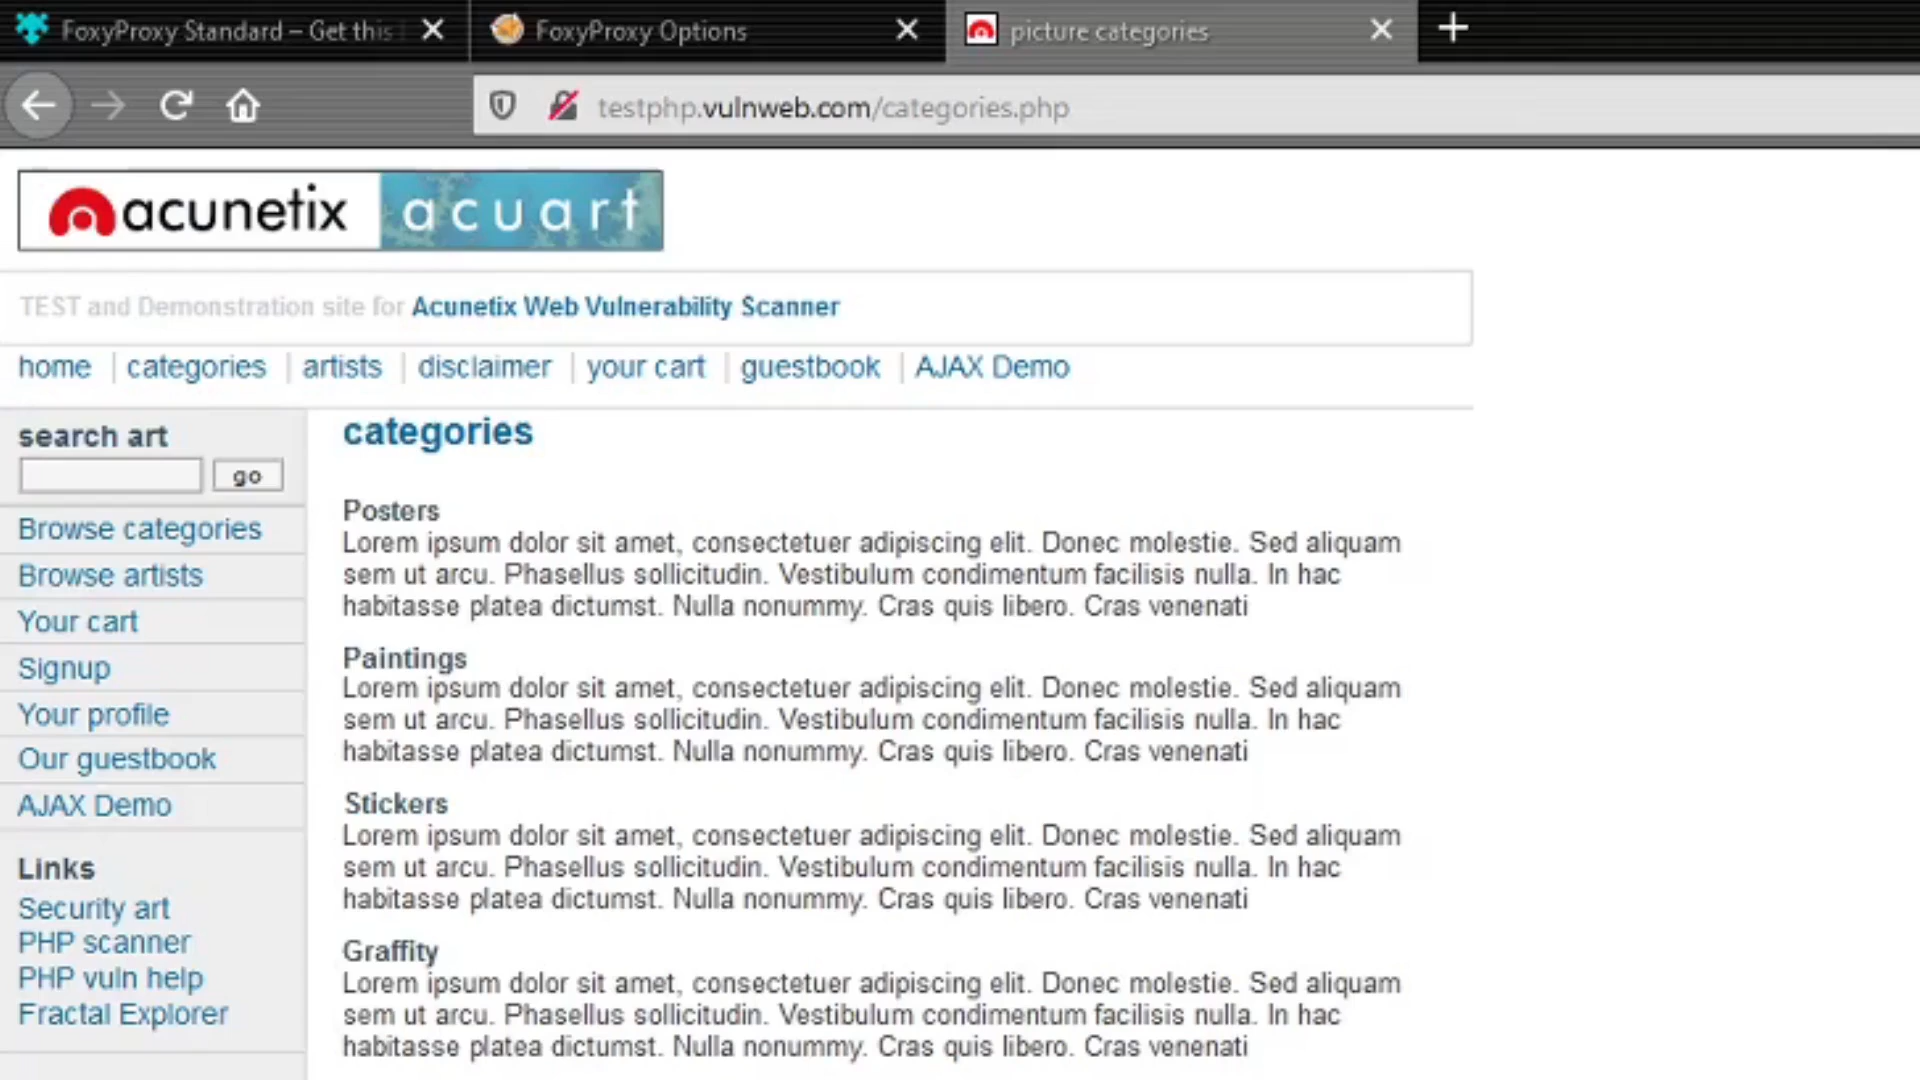 FoxyProxy Standard – Get this
FoxyProxy Options
picture categories
testphp.vulnweb.com/categories.php
acunetix acuart
TEST and Demonstration site for Acunetix Web Vulnerability Scanner
home | categories | artists | disclaimer | your cart | guestbook | AJAX Demo
search art
go
Browse categories
Browse artists
Your cart
Signup
Your profile
Our guestbook
AJAX Demo
Links
Security art
PHP scanner
PHP vuln help
Fractal Explorer
categories
Posters
Lorem ipsum dolor sit amet, consectetuer adipiscing elit. Donec molestie. Sed aliquam
sem ut arcu. Phasellus sollicitudin. Vestibulum condimentum facilisis nulla. In hac
habitasse platea dictumst. Nulla nonummy. Cras quis libero. Cras venenati
Paintings
Lorem ipsum dolor sit amet, consectetuer adipiscing elit. Donec molestie. Sed aliquam
sem ut arcu. Phasellus sollicitudin. Vestibulum condimentum facilisis nulla. In hac
habitasse platea dictumst. Nulla nonummy. Cras quis libero. Cras venenati
Stickers
Lorem ipsum dolor sit amet, consectetuer adipiscing elit. Donec molestie. Sed aliquam
sem ut arcu. Phasellus sollicitudin. Vestibulum condimentum facilisis nulla. In hac
habitasse platea dictumst. Nulla nonummy. Cras quis libero. Cras venenati
Graffity
Lorem ipsum dolor sit amet, consectetuer adipiscing elit. Donec molestie. Sed aliquam
sem ut arcu. Phasellus sollicitudin. Vestibulum condimentum facilisis nulla. In hac
habitasse platea dictumst. Nulla nonummy. Cras quis libero. Cras venenati